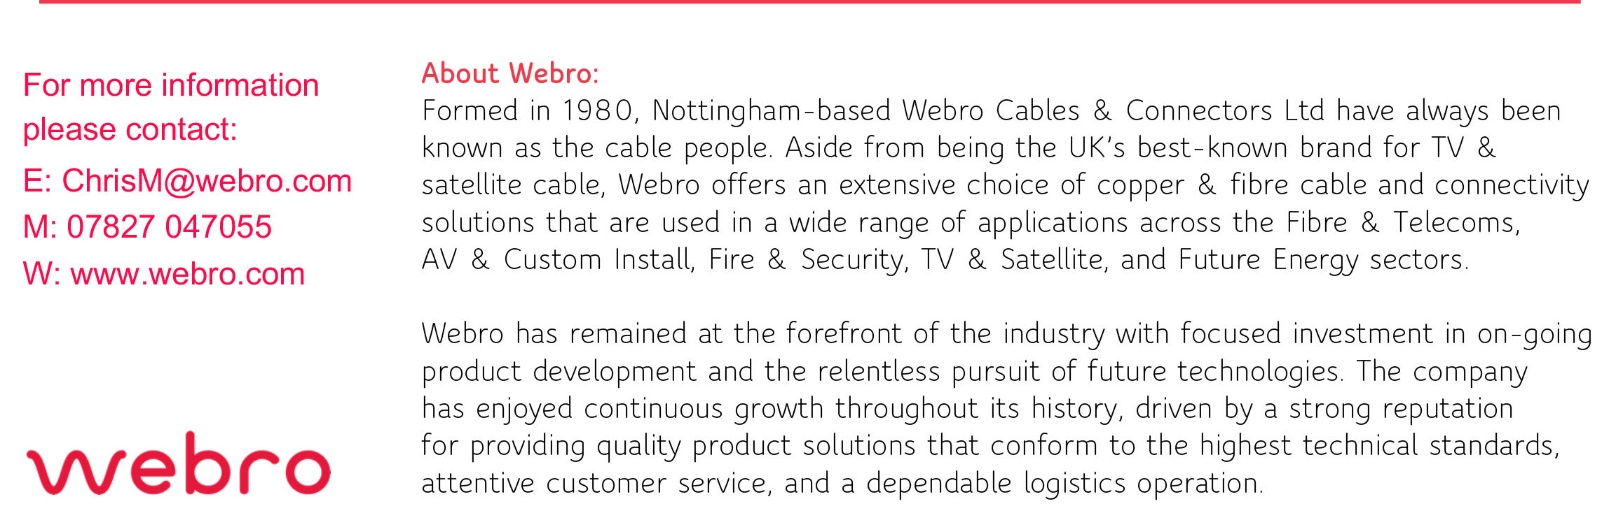 For more information
please contact:
E: ChrisM@webro.com
M: 07827 047055
W: www.webro.com
webro
About Webro:
Formed in 1980, Nottingham-based Webro Cables & Connectors Ltd have always been
known as the cable people. Aside from being the UK's best-known brand for TV &
satellite cable, Webro offers an extensive choice of copper & fibre cable and connectivity
solutions that are used in a wide range of applications across the Fibre & Telecoms,
AV & Custom Install, Fire & Security, TV & Satellite, and Future Energy sectors.
Webro has remained at the forefront of the industry with focused investment in on-going
product development and the relentless pursuit of future technologies. The company
has enjoyed continuous growth throughout its history, driven by a strong reputation
for providing quality product solutions that conform to the highest technical standards,
attentive customer service, and a dependable logistics operation.